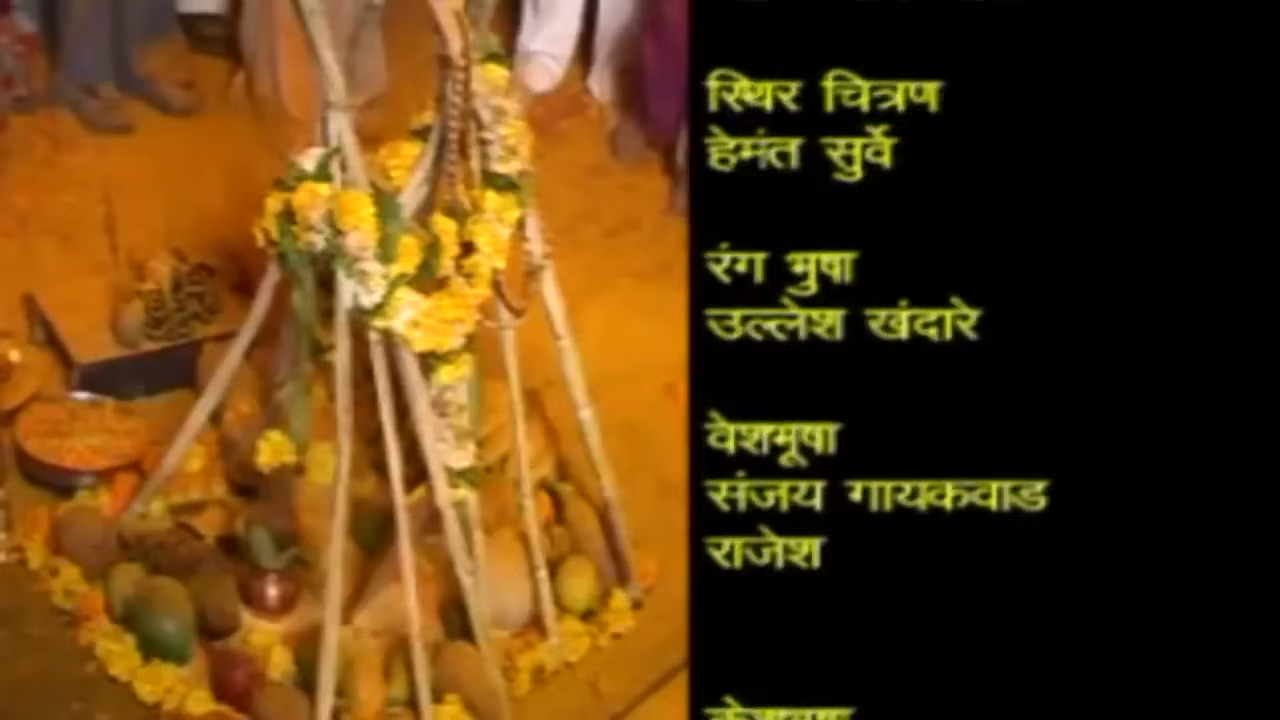 स्थिर चित्रण
हेमंत सुर्वे
रंग भुषा
उल्लेश खंदारे
वेशभूषा
संजय गायकवाड
राजेश